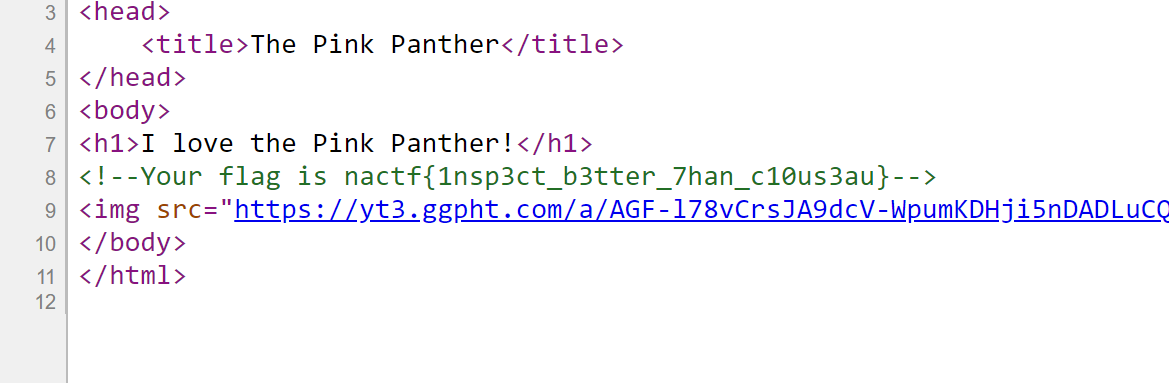 3 <head>
4     <title>The Pink Panther</title>
5 </head>
6 <body>
7 <h1>I love the Pink Panther!</h1>
8 <!--Your flag is nactf{1nsp3ct_b3tter_7han_c10us3au}-->
9 <img src="https://yt3.ggpht.com/a/AGF-l78vCrsJA9dcV-WpumKDHji5nDADLuCQ
10 </body>
11 </html>
12